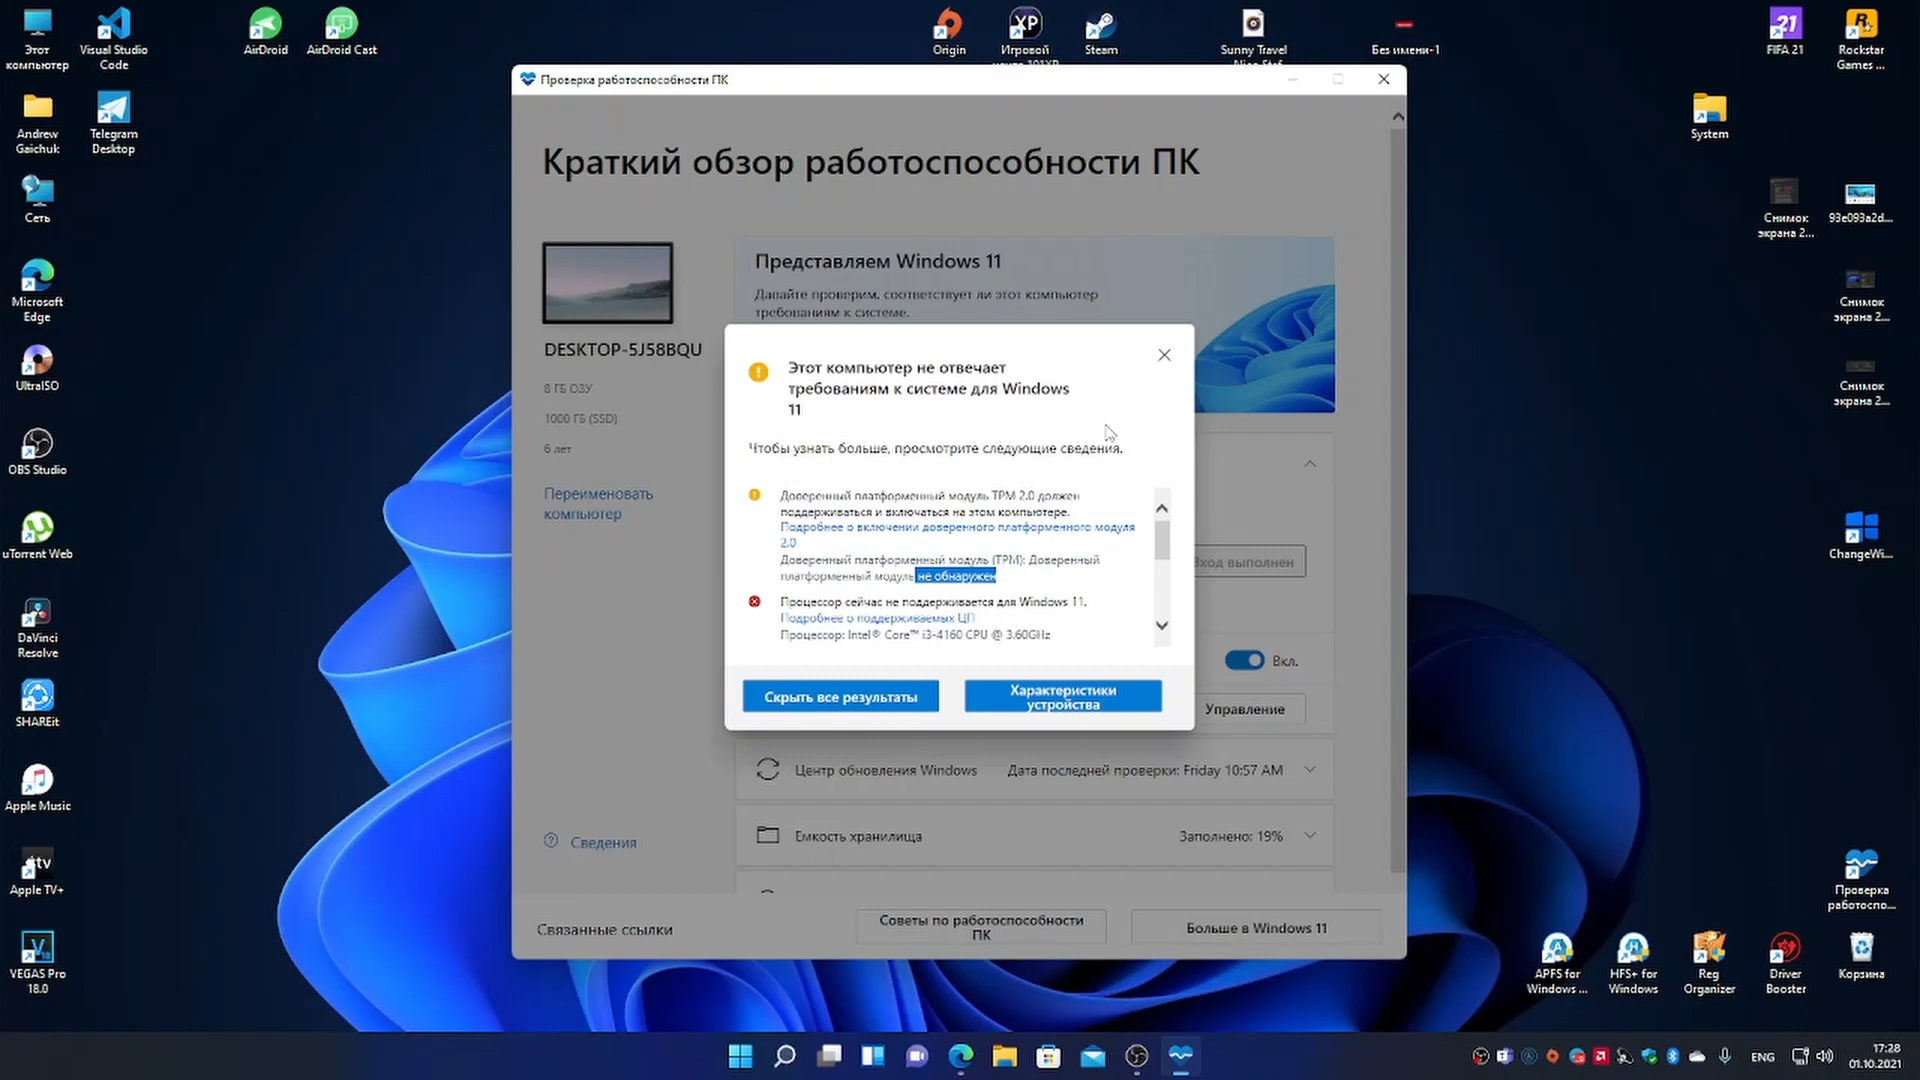 Этот
компьютер
Visual Studio
Code
AirDroid
AirDroid Cast
Origin
Игровой
Steam
Sunny Travel
Без имени-1
FIFA 21
Rockstar
Games ...
Andrew
Gaichuk
Telegram
Desktop
System
Сеть
Снимок
экрана 2...
93e093a2d...
Microsoft
Edge
Снимок
экрана 2...
UltraISO
Снимок
экрана 2...
OBS Studio
uTorrent Web
ChangeWi...
DaVinci
Resolve
SHAREit
Apple Music
Apple TV+
VEGAS Pro
18.0
Проверка
работоспо...
APFS for
Windows ...
HFS+ for
Windows
Reg
Organizer
Driver
Booster
Корзина
Проверка работоспособности ПК
Краткий обзор работоспособности ПК
DESKTOP-5J58BQU
8 ГБ ОЗУ
1000 ГБ (SSD)
6 лет
Переименовать
компьютер
Сведения
Представляем Windows 11
Давайте проверим, соответствует ли этот компьютер
требованиям к системе.
Этот компьютер не отвечает
требованиям к системе для Windows
11
Чтобы узнать больше, просмотрите следующие сведения.
Доверенный платформенный модуль TPM 2.0 должен
поддерживаться и включаться на этом компьютере.
Подробнее о включении доверенного платформенного модуля
2.0
Доверенный платформенный модуль (TPM): Доверенный
платформенный модуль не обнаружен
Процессор сейчас не поддерживается для Windows 11.
Подробнее о поддерживаемых ЦП
Процессор: Intel® Core™ i3-4160 CPU @ 3.60GHz
Скрыть все результаты
Характеристики
устройства
Вход выполнен
Вкл.
Управление
Центр обновления Windows Дата последней проверки: Friday 10:57 AM
Емкость хранилища Заполнено: 19%
Связанные ссылки
Советы по работоспособности
ПК
Больше в Windows 11
ENG
17:28
01.10.2021